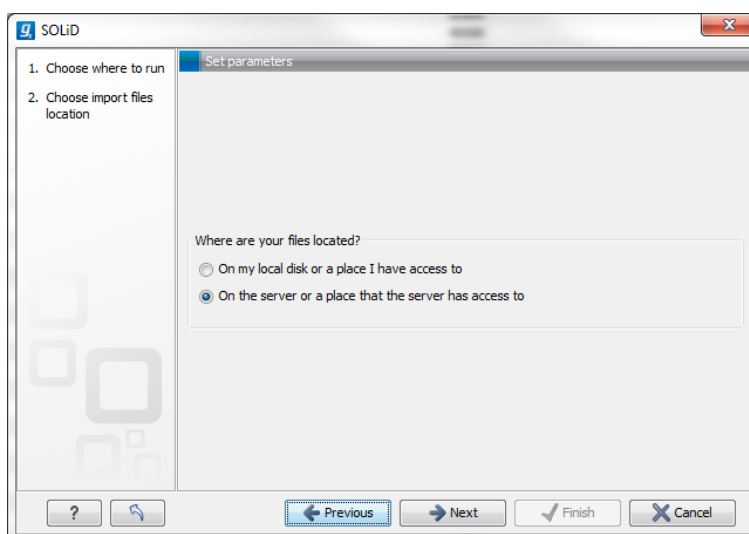 SOLiD
1. Choose where to run
2. Choose import files
location
Set parameters
Where are your files located?
On my local disk or a place I have access to
On the server or a place that the server has access to
?
Previous
Next
Finish
Cancel